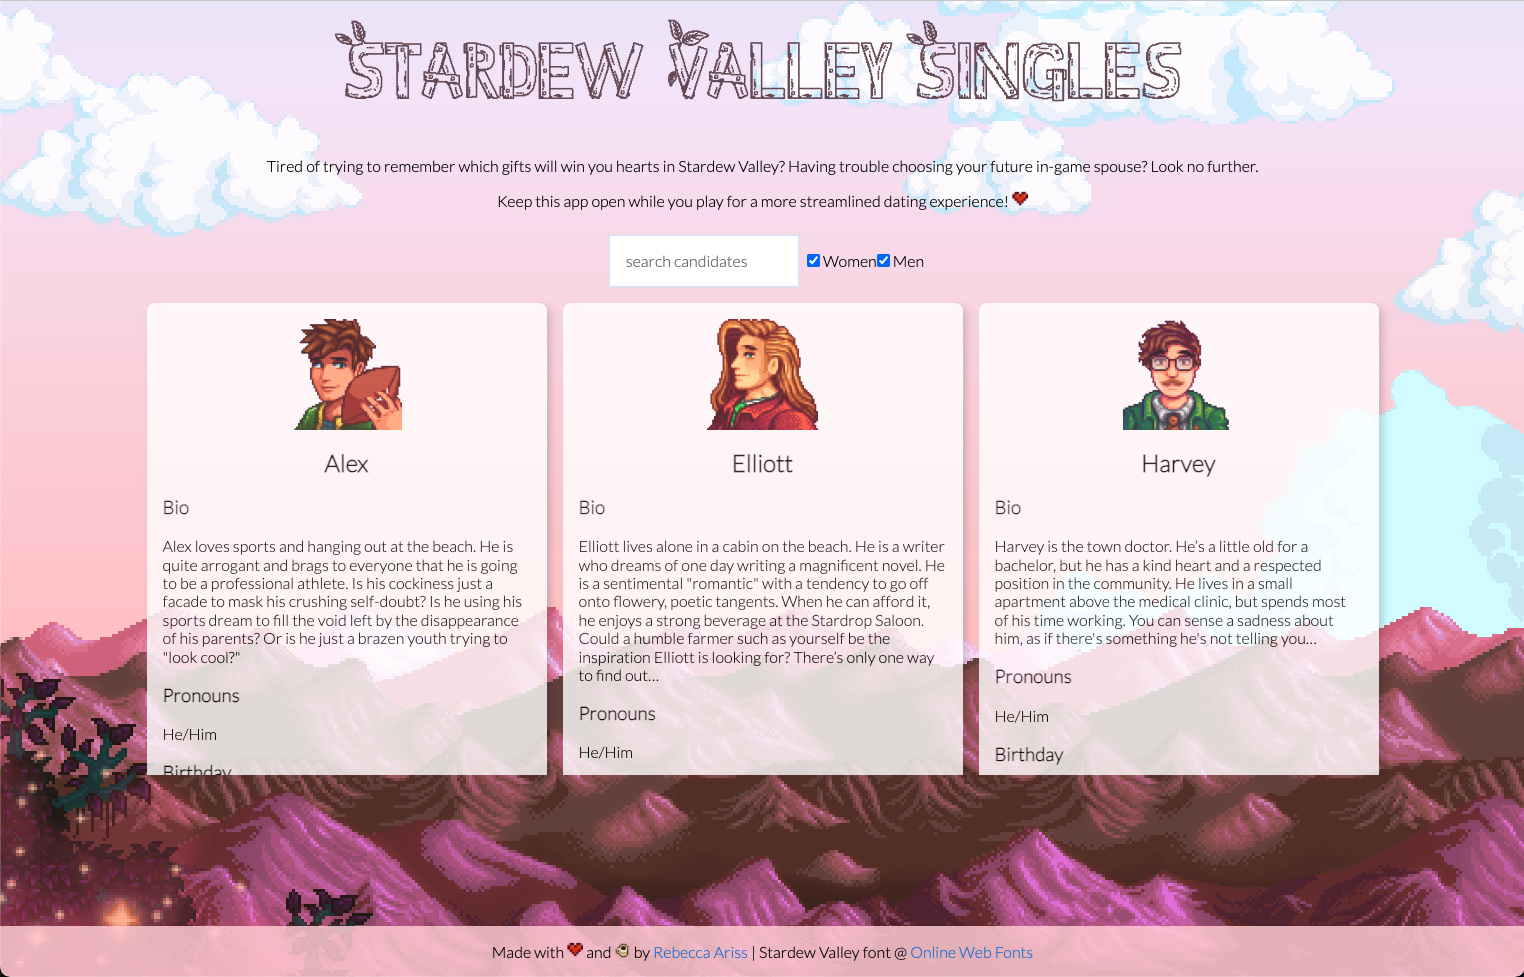 Stardew Valley Singles
Tired of trying to remember which gifts will win you hearts in Stardew Valley? Having trouble choosing your future in-game spouse? Look no further.
Keep this app open while you play for a more streamlined dating experience!
search candidates
Women Men
Alex
Bio
Alex loves sports and hanging out at the beach. He is
quite arrogant and brags to everyone that he is going
to be a professional athlete. Is his cockiness just a
facade to mask his crushing self-doubt? Is he using his
sports dream to fill the void left by the disappearance
of his parents? Or is he just a brazen youth trying to
"look cool?"
Pronouns
He/Him
Birthday
Elliott
Bio
Elliott lives alone in a cabin on the beach. He is a writer
who dreams of one day writing a magnificent novel. He
is a sentimental "romantic" with a tendency to go off
onto flowery, poetic tangents. When he can afford it,
he enjoys a strong beverage at the Stardrop Saloon.
Could a humble farmer such as yourself be the
inspiration Elliott is looking for? There’s only one way
to find out…
Pronouns
He/Him
Harvey
Bio
Harvey is the town doctor. He’s a little old for a
bachelor, but he has a kind heart and a respected
position in the community. He lives in a small
apartment above the medical clinic, but spends most
of his time working. You can sense a sadness about
him, as if there's something he's not telling you…
Pronouns
He/Him
Birthday
Made with and by Rebecca Ariss | Stardew Valley font @ Online Web Fonts